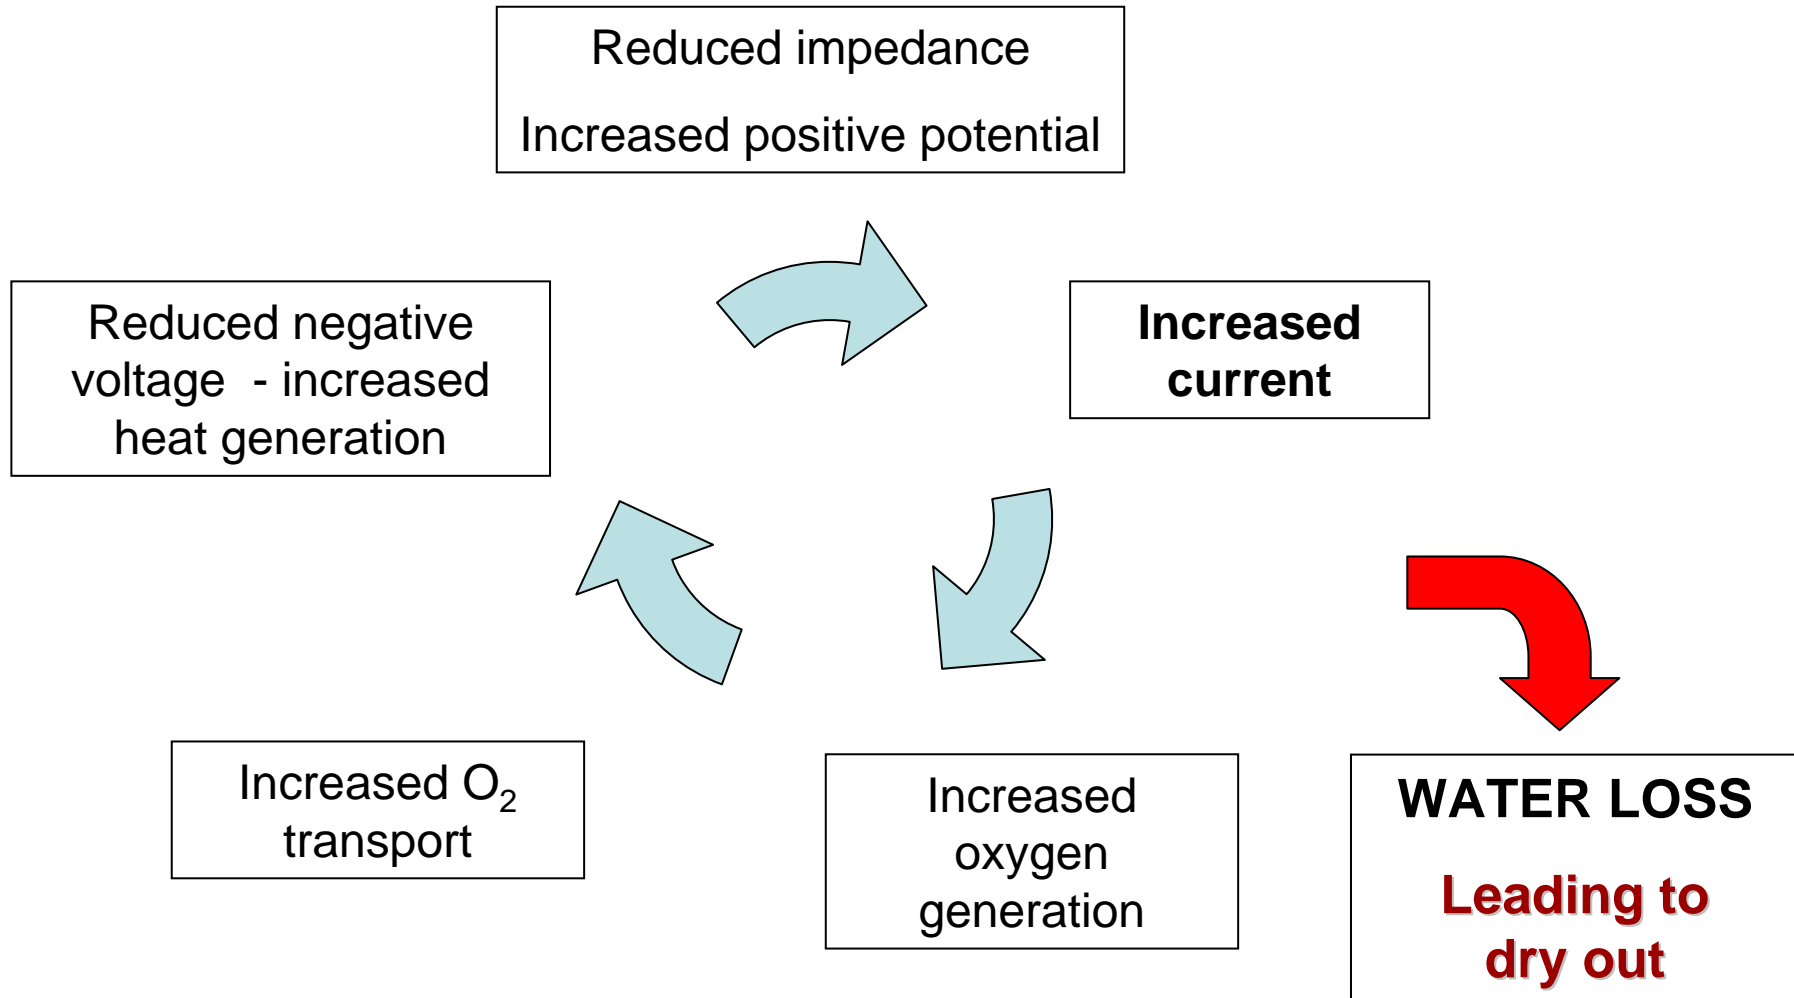 Reduced impedance
Increased positive potential
Reduced negative
voltage  - increased
heat generation
Increased
current
Increased O₂
transport
Increased
oxygen
generation
WATER LOSS
Leading to
dry out